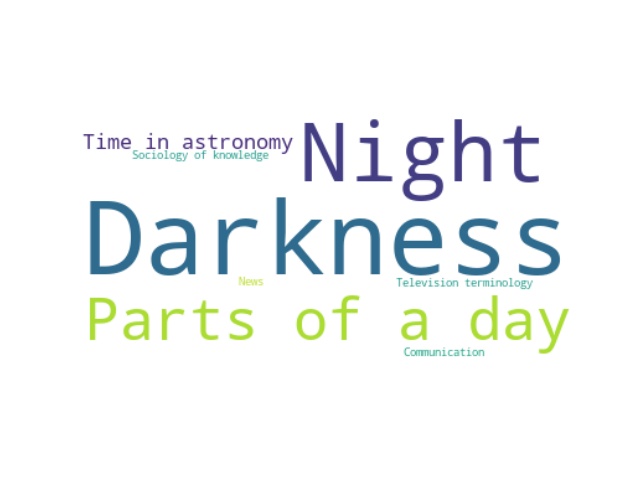 Night
Time in astronomy
Sociology of knowledge
Darkness
News
Television terminology
Parts of a day
Communication